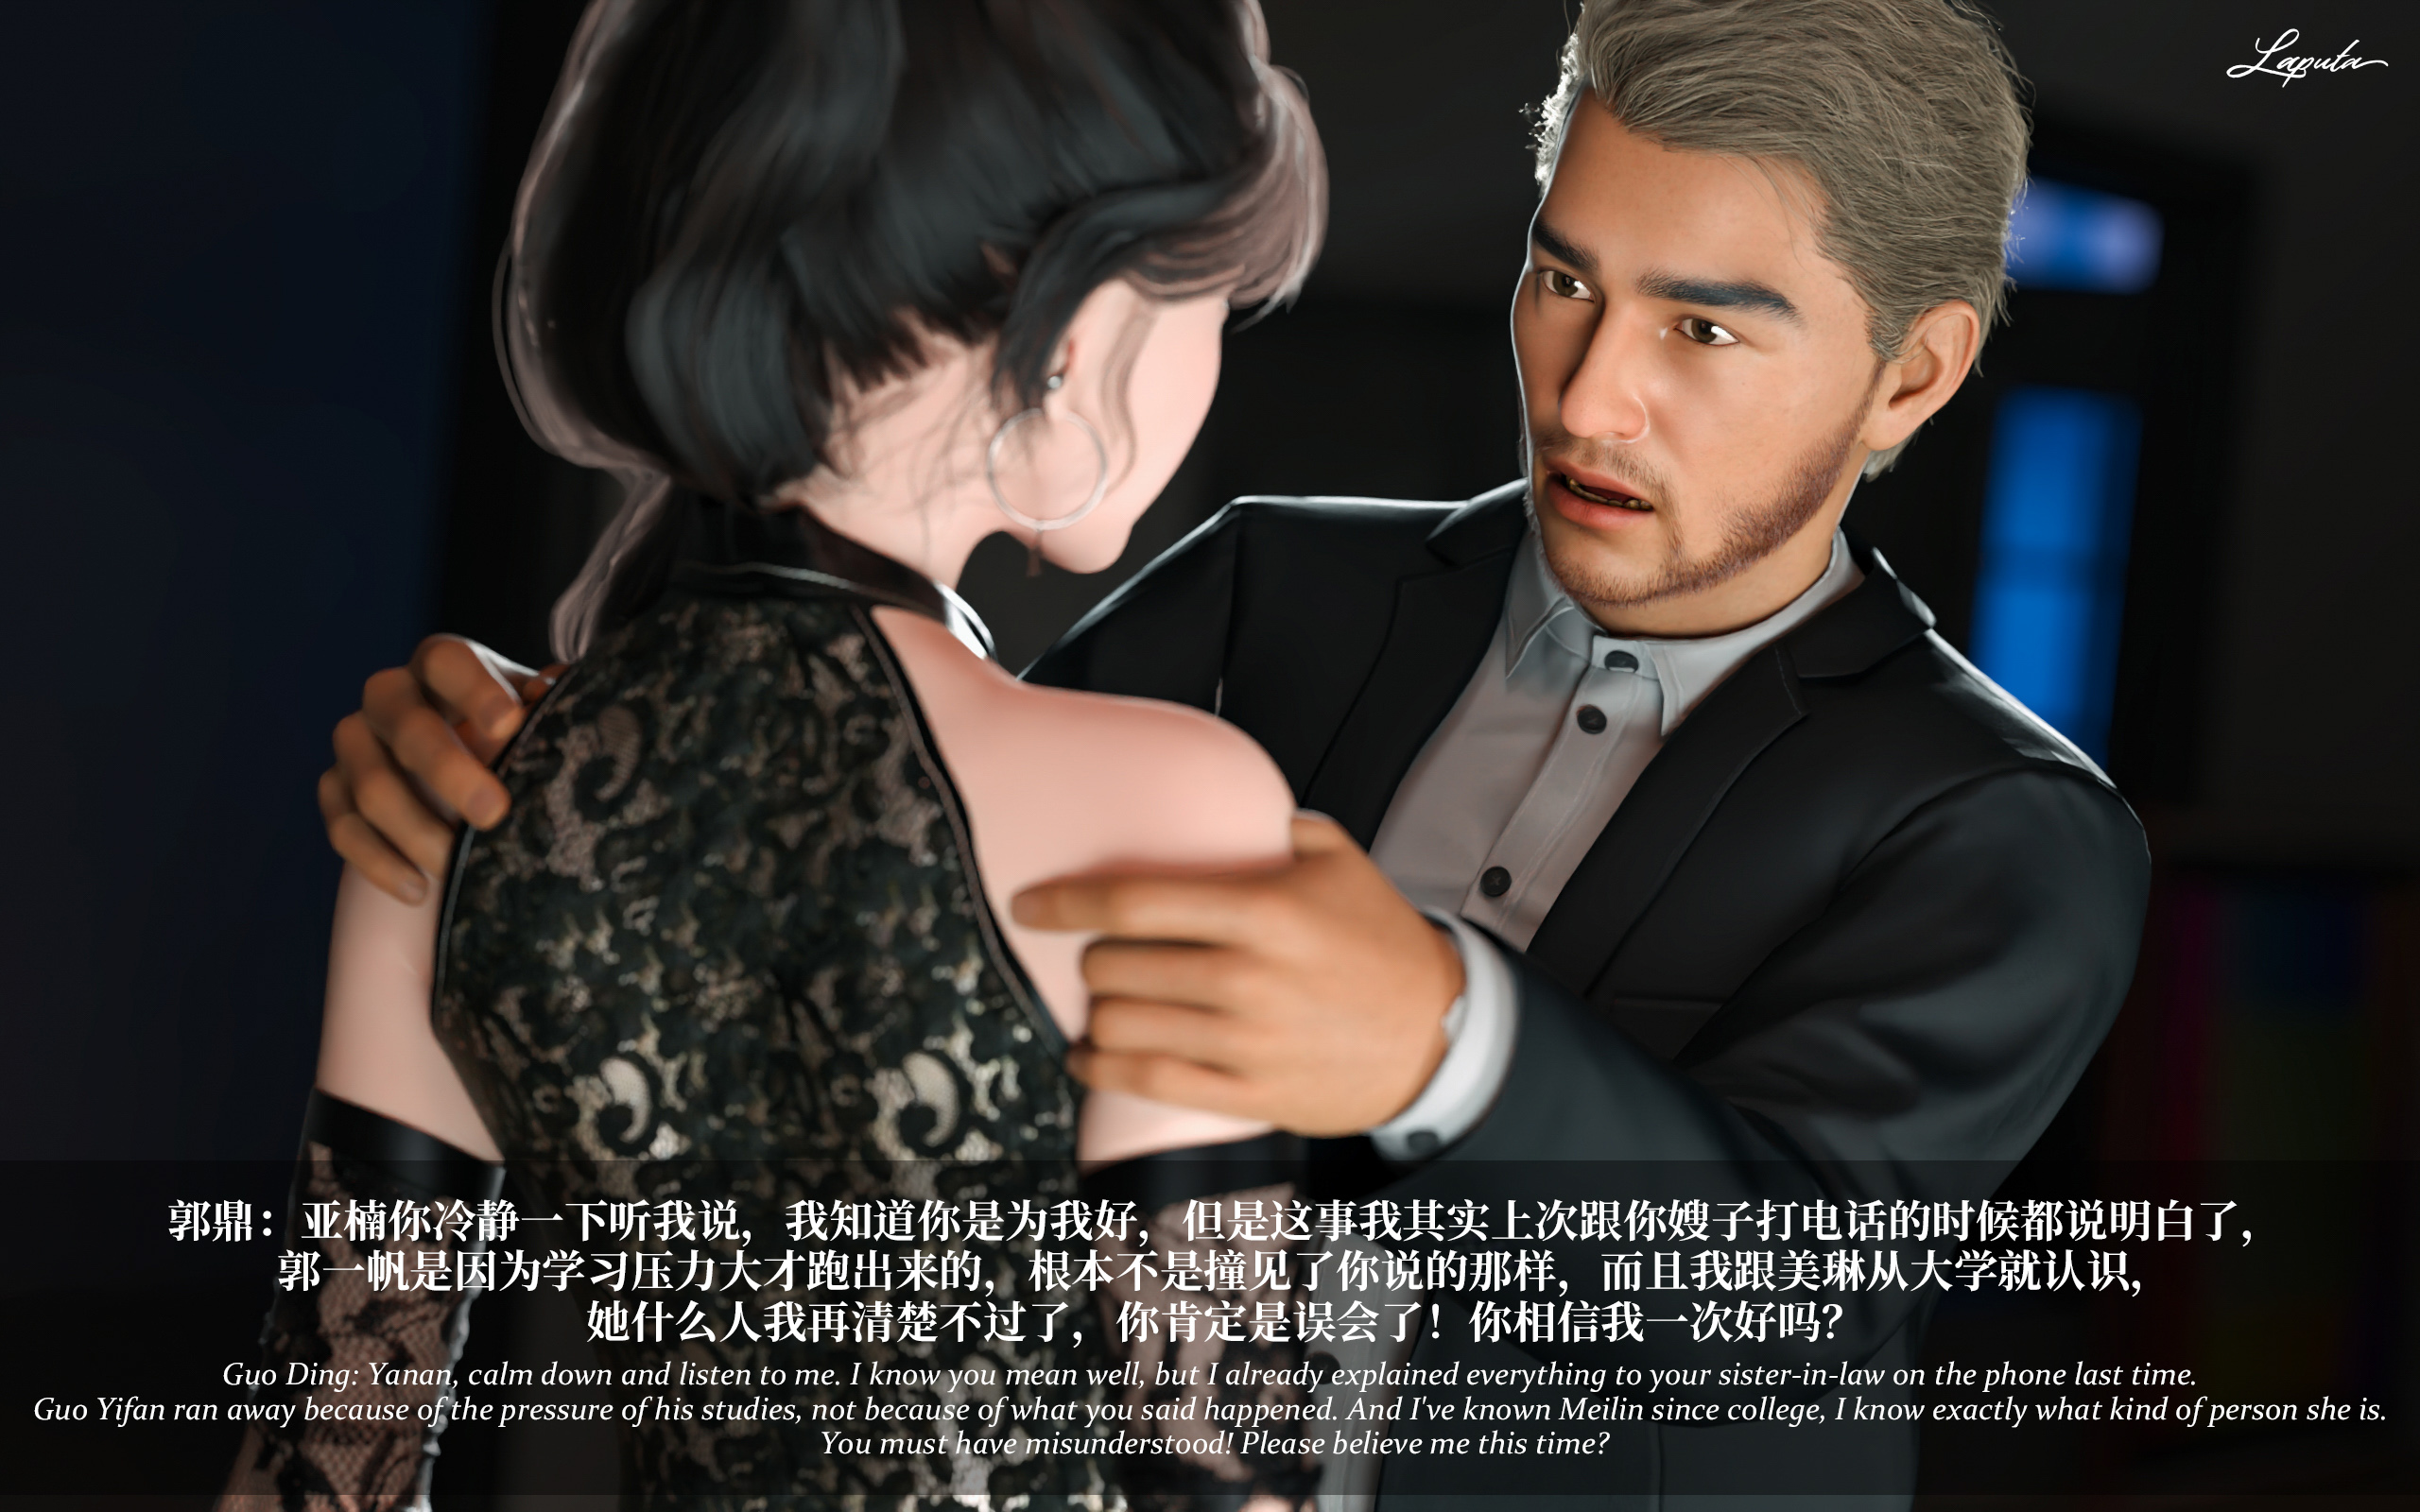 Laputa
郭鼎：亚楠你冷静一下听我说，我知道你是为我好，但是这事我其实上次跟你嫂子打电话的时候都说明白了，
郭一帆是因为学习压力大才跑出来的，根本不是撞见了你说的那样，而且我跟美琳从大学就认识，
她什么人我再清楚不过了，你肯定是误会了！你相信我一次好吗？
Guo Ding: Yanan, calm down and listen to me. I know you mean well, but I already explained everything to your sister-in-law on the phone last time.
Guo Yifan ran away because of the pressure of his studies, not because of what you said happened. And I've known Meilin since college, I know exactly what kind of person she is.
You must have misunderstood! Please believe me this time?